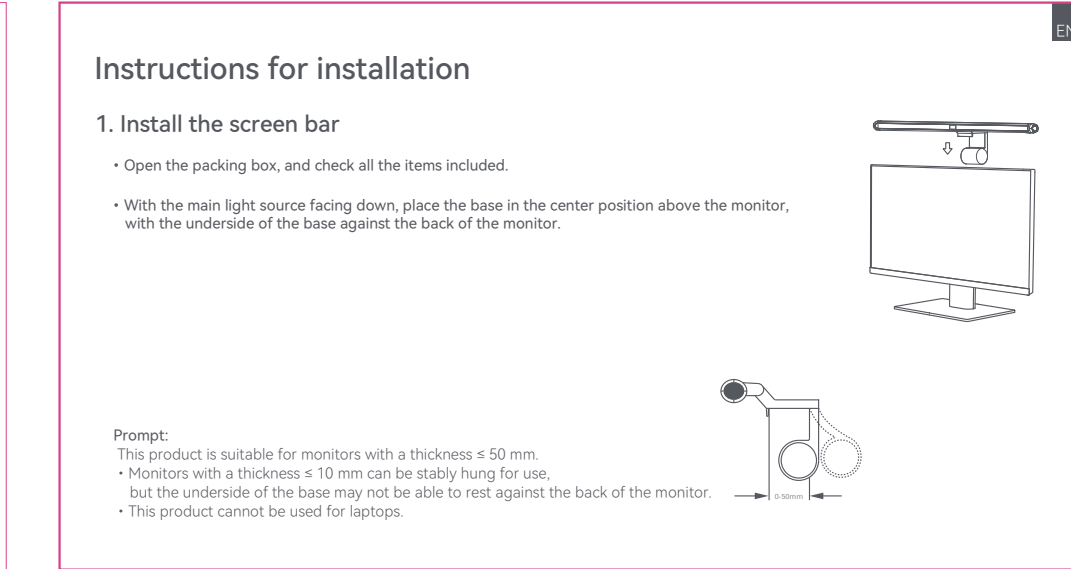 EN
Instructions for installation
1. Install the screen bar
• Open the packing box, and check all the items included.
• With the main light source facing down, place the base in the center position above the monitor,
with the underside of the base against the back of the monitor.
Prompt:
This product is suitable for monitors with a thickness ≤ 50 mm.
• Monitors with a thickness ≤ 10 mm can be stably hung for use,
but the underside of the base may not be able to rest against the back of the monitor.
• This product cannot be used for laptops.
0-50mm